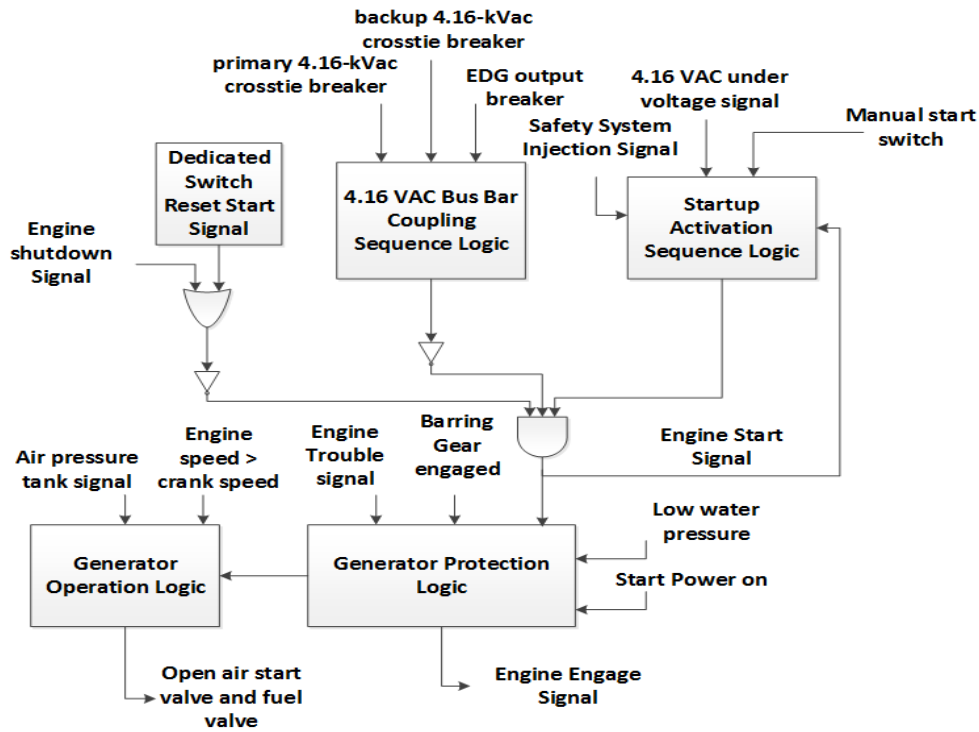 backup 4.16-kVac
crosstie breaker
primary 4.16-kVac
crosstie breaker
EDG output
breaker
4.16 VAC under
voltage signal
Manual start
switch
Safety System
Injection Signal
Dedicated
Switch
Reset Start
Signal
4.16 VAC Bus Bar
Coupling
Sequence Logic
Startup
Activation
Sequence Logic
Engine
shutdown
Signal
Engine Start
Signal
Air pressure
tank signal
Engine
speed >
crank speed
Engine
Trouble
signal
Barring
Gear
engaged
Low water
pressure
Start Power on
Generator
Operation Logic
Generator Protection
Logic
Open air start
valve and fuel
valve
Engine Engage
Signal